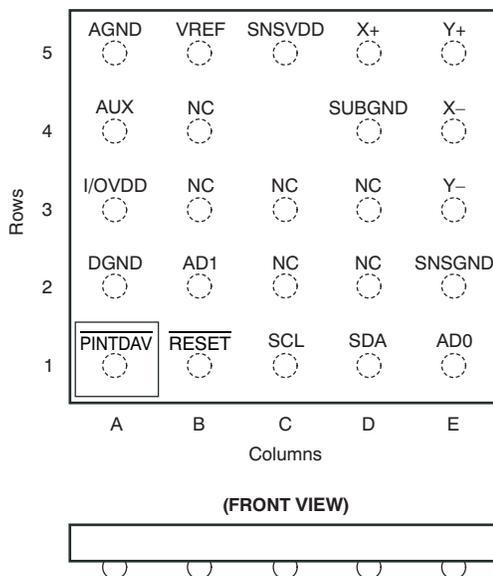 AGND VREF SNSVDD X+ Y+
5
AUX NC SUBGND X−
4
I/OVDD NC NC NC Y−
3
Rows
DGND AD1 NC NC SNSGND
2
PINTDAV RESET SCL SDA AD0
1
A B C D E
Columns
(FRONT VIEW)